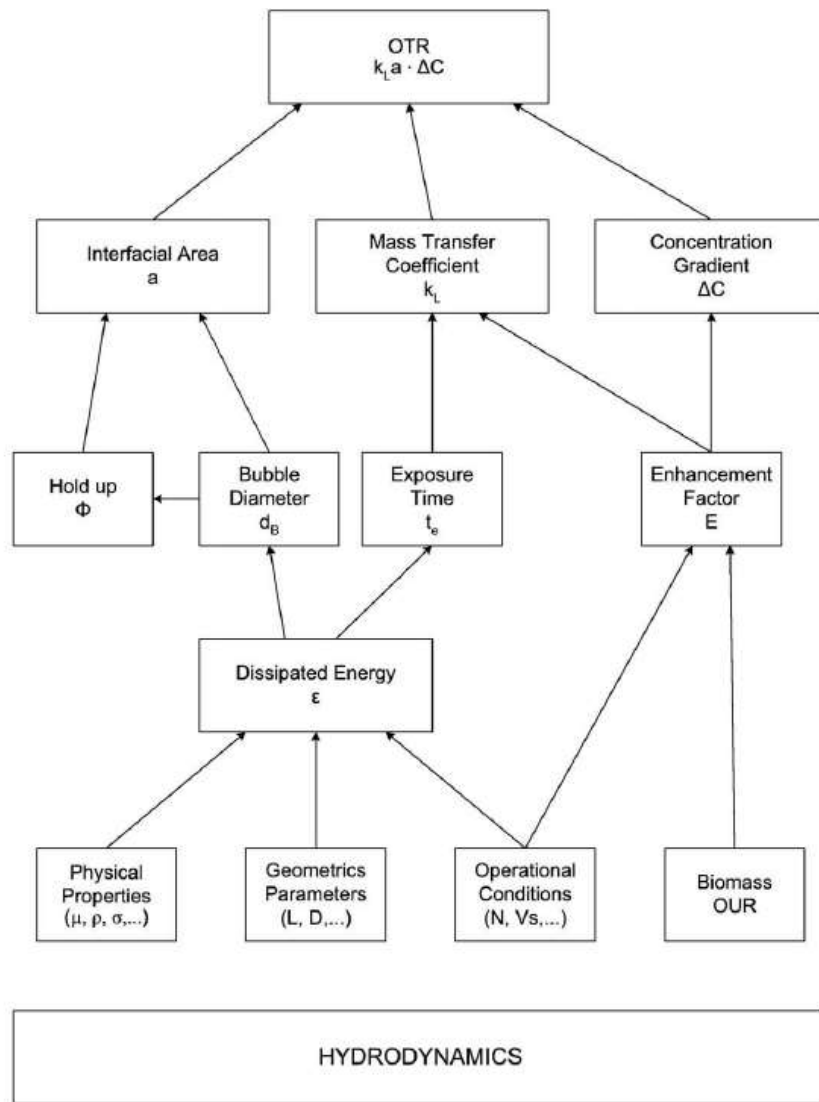 OTR
kLa · ΔC
Interfacial Area
a
Mass Transfer
Coefficient
kL
Concentration
Gradient
ΔC
Hold up
Φ
Bubble
Diameter
dB
Exposure
Time
te
Enhancement
Factor
E
Dissipated Energy
ε
Physical
Properties
(μ, ρ, σ,...)
Geometrics
Parameters
(L, D,...)
Operational
Conditions
(N, Vs,...)
Biomass
OUR
HYDRODYNAMICS